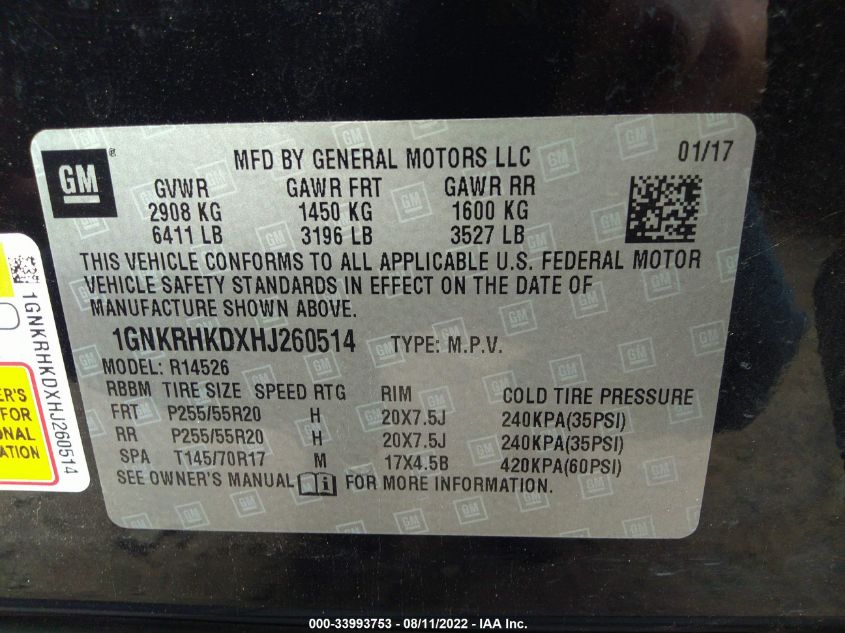 GM®
MFD BY GENERAL MOTORS LLC 01/17
GVWR GAWR FRT GAWR RR
2908 KG 1450 KG 1600 KG
6411 LB 3196 LB 3527 LB
THIS VEHICLE CONFORMS TO ALL APPLICABLE U.S. FEDERAL MOTOR
VEHICLE SAFETY STANDARDS IN EFFECT ON THE DATE OF
MANUFACTURE SHOWN ABOVE.
1GNKRHKDXHJ260514 TYPE: M.P.V.
MODEL: R14526
RBBM TIRE SIZE SPEED RTG RIM COLD TIRE PRESSURE
FRT P255/55R20 H 20X7.5J 240KPA(35PSI)
RR P255/55R20 H 20X7.5J 240KPA(35PSI)
SPA T145/70R17 M 17X4.5B 420KPA(60PSI)
SEE OWNER'S MANUAL i FOR MORE INFORMATION.
1GNKRHKDXHJ260514
ER'S
FOR
ONAL
ATION
000-33993753 - 08/11/2022 - IAA Inc.